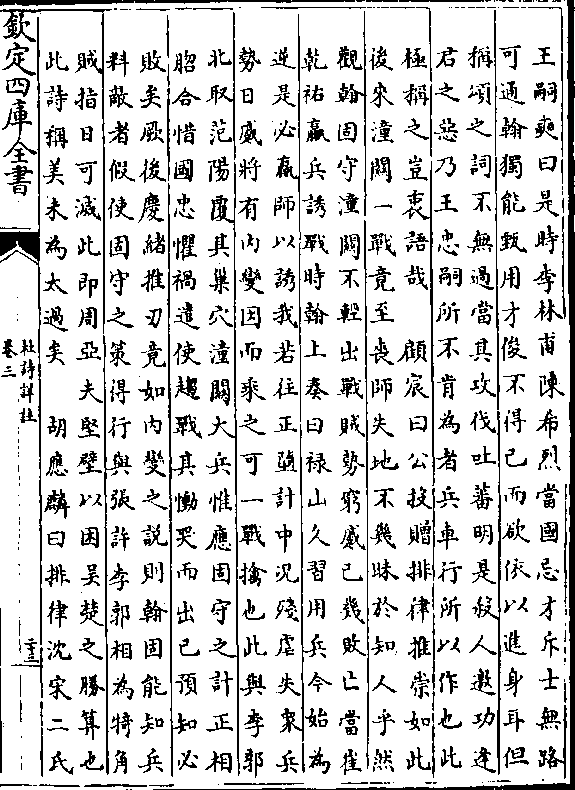 王嗣奭曰是時李林甫陳希烈當國忌才斥士無路
可通翰獨能甄用才俊不得已而欲依以進身耳但
稱頌之詞不無過當其攻伐吐蕃明是殺人邀功逢
君之惡乃王忠嗣所不肯為者兵車行所以作也此
極稱之豈衷語哉　顧宸曰公投贈排律推崇如此
後來潼關一戰竟至喪師失地不幾昧於知人乎然
觀翰固守潼關不輕出戰賊勢窮蹙已幾敗亡當崔
乾祐羸兵誘戰時翰上奏曰禄山久習用兵今始為
逆是必羸師以誘我若往正墮計中況殘虐失衆兵
勢日蹙將有内變因而乘之可一戰擒也此與李郭
北取范陽覆其巢穴潼關大兵惟應固守之計正相
脗合惜國忠懼禍遣使趨戰其慟哭而出已預知必
敗矣厥後慶緒推刃竟如内變之説則翰固能知兵
料敵者假使固守之策得行與張許李郭相為犄角
賊指日可滅此即周亞夫堅壁以困吴楚之勝算也
此詩稱美未為太過矣　胡應麟曰排律沈宋二氏
欽定四庫全書
杜詩詳註
卷三
二十三